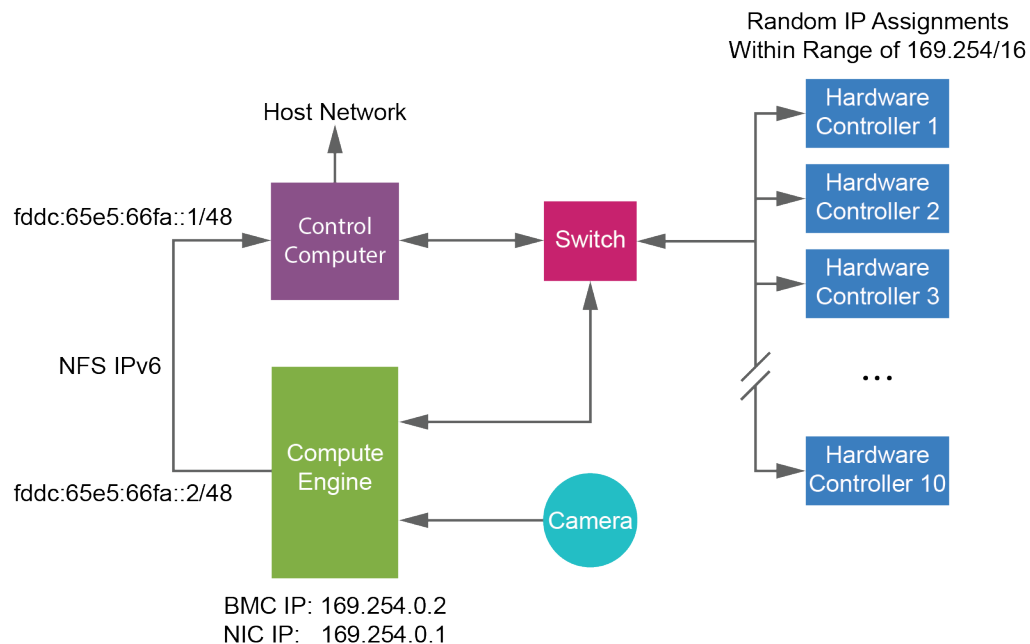 Random IP Assignments
Within Range of 169.254/16
Hardware
Controller 1
Host Network
Hardware
Controller 2
fddc:65e5:66fa::1/48
Control
Computer
Switch
Hardware
Controller 3
NFS IPv6
...
Compute
Engine
Hardware
Controller 10
fddc:65e5:66fa::2/48
Camera
BMC IP: 169.254.0.2
NIC IP: 169.254.0.1